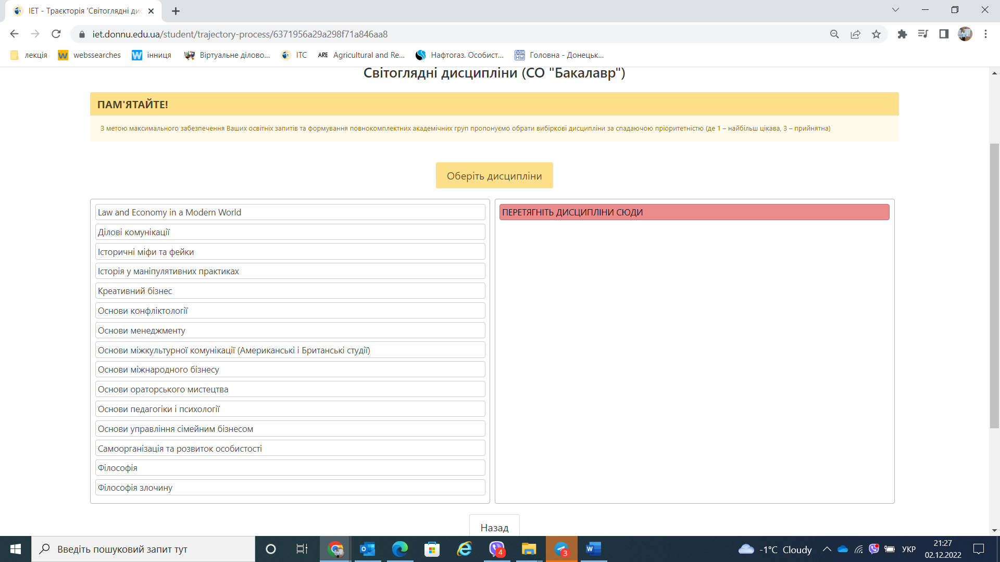 IET - Траєкторія 'Світоглядні дис
iet.donnu.edu.ua/student/trajectory-process/6371956a29a298f71a846aa8
лекція
webssearches
інниця
Віртуальне ділово...
ITC
ARE Agricultural and Re...
Нафтогаз. Особист...
Головна - Донецьк...
Світоглядні дисципліни (СО "Бакалавр")
ПАМ'ЯТАЙТЕ!
З метою максимального забезпечення Ваших освітніх запитів та формування повнокомплектних академічних груп пропонуємо обрати вибіркові дисципліни за спадаючою пріоритетністю (де 1 – найбільш цікава, 3 – прийнятна)
Оберіть дисципліни
Law and Economy in a Modern World
Ділові комунікації
Історичні міфи та фейки
Історія у маніпулятивних практиках
Креативний бізнес
Основи конфліктології
Основи менеджменту
Основи міжкультурної комунікації (Американські і Британські студії)
Основи міжнародного бізнесу
Основи ораторського мистецтва
Основи педагогіки і психології
Основи управління сімейним бізнесом
Самоорганізація та розвиток особистості
Філософія
Філософія злочину
ПЕРЕТЯГНІТЬ ДИСЦИПЛІНИ СЮДИ
Назад
Введіть пошуковий запит тут
4
3
-1°C Cloudy
УКР
21:27
02.12.2022